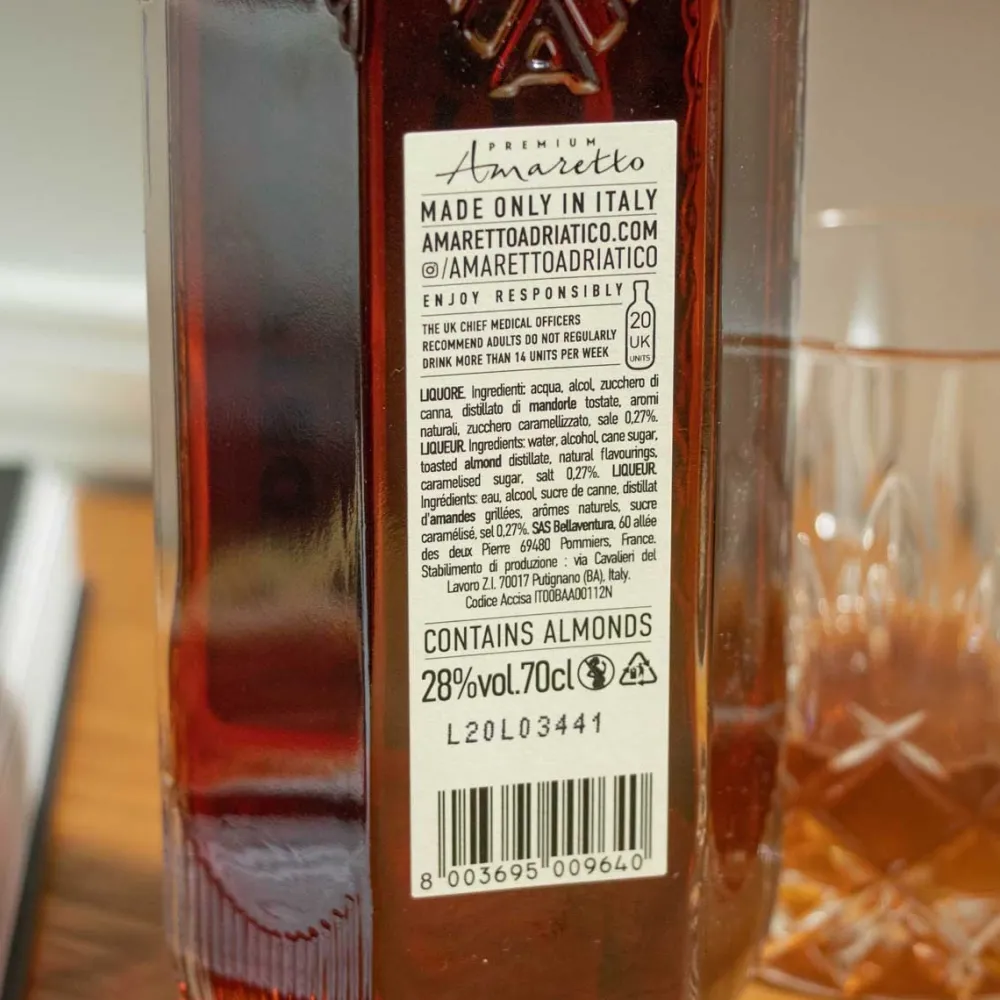 A
PREMIUM
Amaretto
MADE ONLY IN ITALY
AMARETTOADRIATICO.COM
/AMARETTOADRIATICO
ENJOY RESPONSIBLY
THE UK CHIEF MEDICAL OFFICERS
RECOMMEND ADULTS DO NOT REGULARLY
DRINK MORE THAN 14 UNITS PER WEEK
20
UK
UNITS
LIQUORE. Ingredienti: acqua, alcol, zucchero di
canna, distillato di mandorle tostate, aromi
naturali, zucchero caramellizzato, sale 0,27%.
LIQUEUR. Ingredients: water, alcohol, cane sugar,
toasted almond distillate, natural flavourings,
caramelised sugar, salt 0,27%. LIQUEUR.
Ingrédients: eau, alcool, sucre de canne, distillat
d'amandes grillées, arômes naturels, sucre
caramélisé, sel 0,27%. SAS Bellaventura, 60 allée
des deux Pierre 69480 Pommiers, France.
Stabilimento di produzione : via Cavalieri del
Lavoro Z.I. 70017 Putignano (BA), Italy.
Codice Accisa IT00BAA00112N
CONTAINS ALMONDS
28%vol.70cl
L20L03441
8 003695 009640